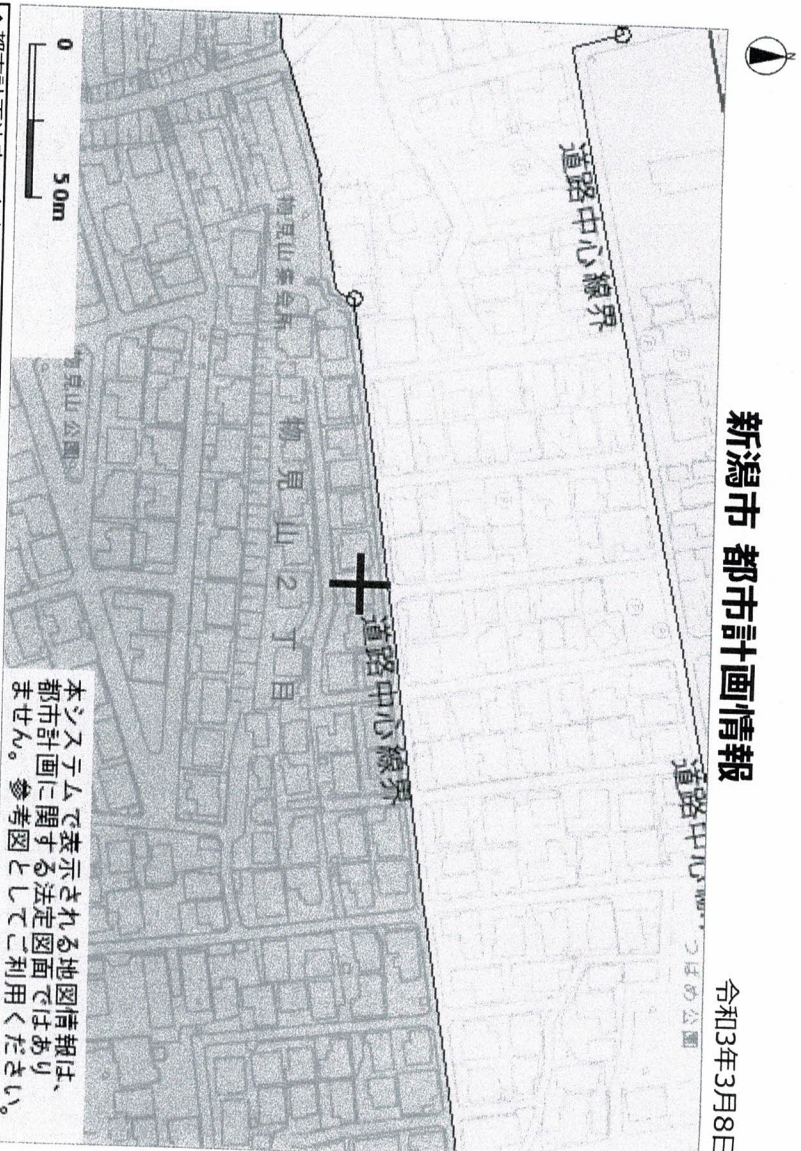 新潟市 都市計画情報
令和3年3月8日
N
道路中心線界
道路中心
つばめ公園
道路中心線界
物見山2丁目
物見山集会所
物見山公園
0
50m
本システムで表示される地図情報は、
都市計画に関する法定図面ではあり
ません。参考図としてご利用ください。